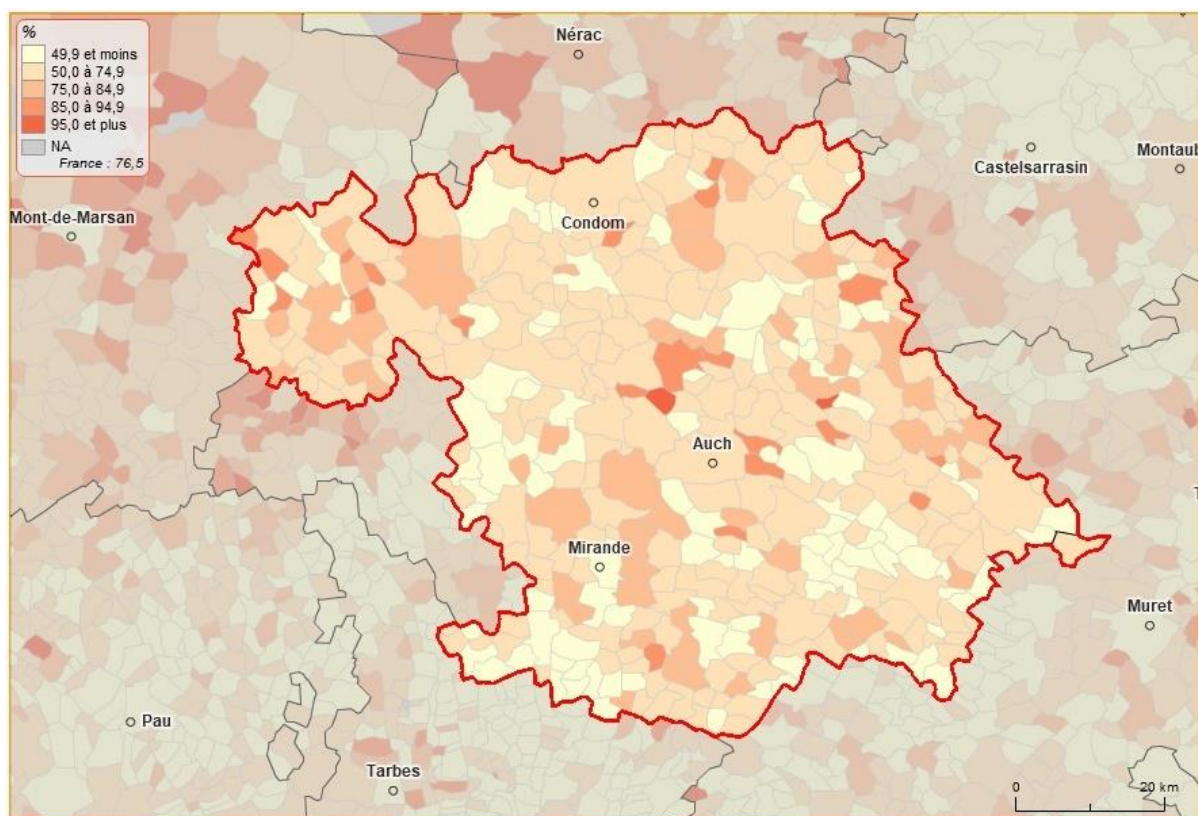 %
49,9 et moins
50,0 à 74,9
75,0 à 84,9
85,0 à 94,9
95,0 et plus
NA
France : 76,5
Nérac
Castelsarrasin
Montaub
Mont-de-Marsan
Condom
Auch
Mirande
Muret
Pau
Tarbes
0 20 km